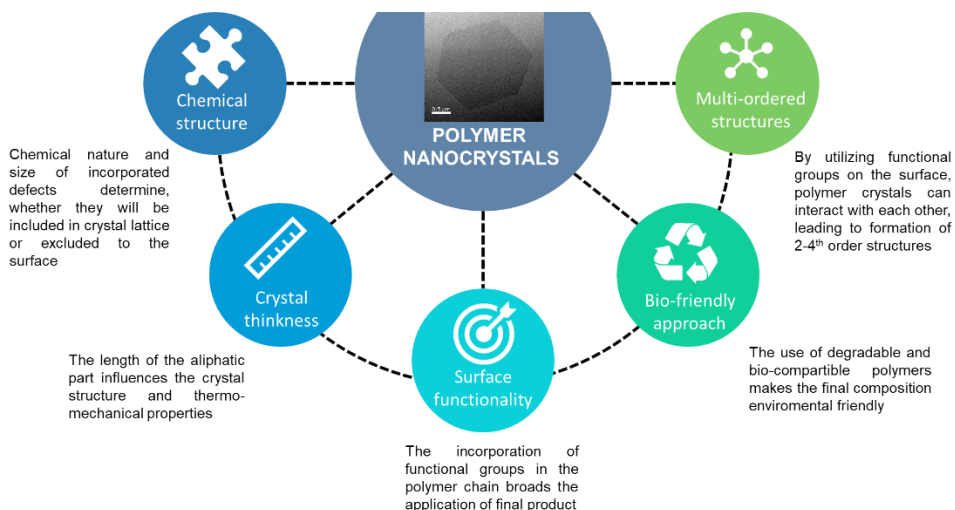 0.5 µm
POLYMER
NANOCRYSTALS
Chemical
structure
Chemical nature and
size of incorporated
defects determine,
whether they will be
included in crystal lattice
or excluded to the
surface
Crystal
thinkness
The length of the aliphatic
part influences the crystal
structure and thermo-
mechanical properties
Surface
functionality
The incorporation of
functional groups in the
polymer chain broads the
application of final product
Bio-friendly
approach
The use of degradable and
bio-compartible polymers
makes the final composition
enviromental friendly
Multi-ordered
structures
By utilizing functional
groups on the surface,
polymer crystals can
interact with each other,
leading to formation of
2-4th order structures